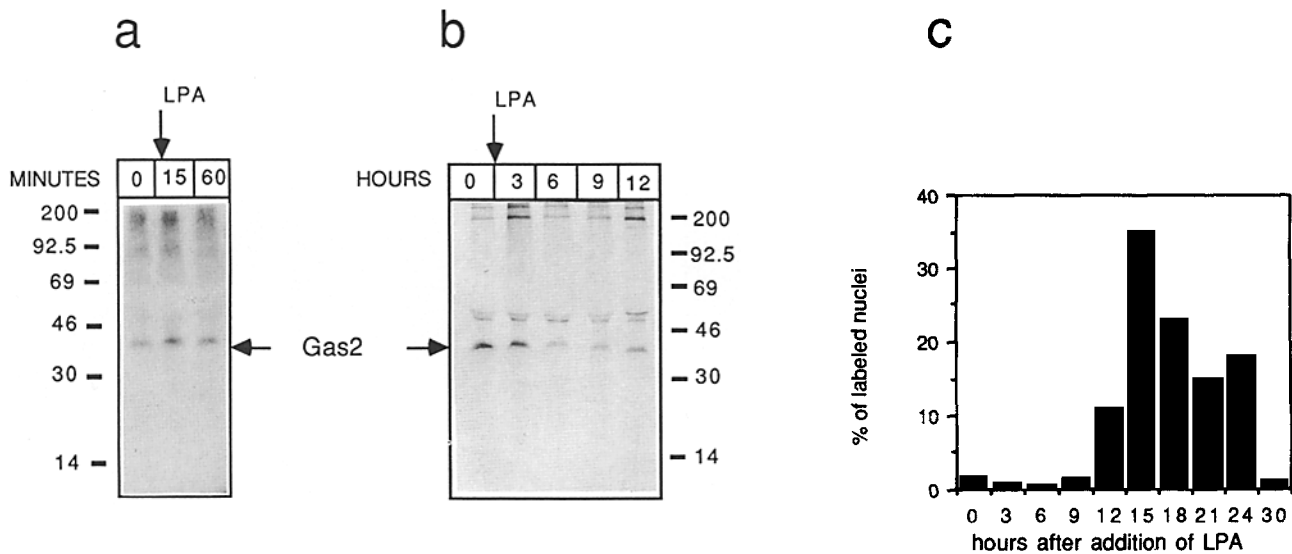 a
LPA
MINUTES 0 15 60
200
92.5
69
46
30
14
Gas2
b
LPA
HOURS 0 3 6 9 12
200
92.5
69
46
30
14
c
% of labeled nuclei
40
30
20
10
0
0 3 6 9 12 15 18 21 24 30
hours after addition of LPA